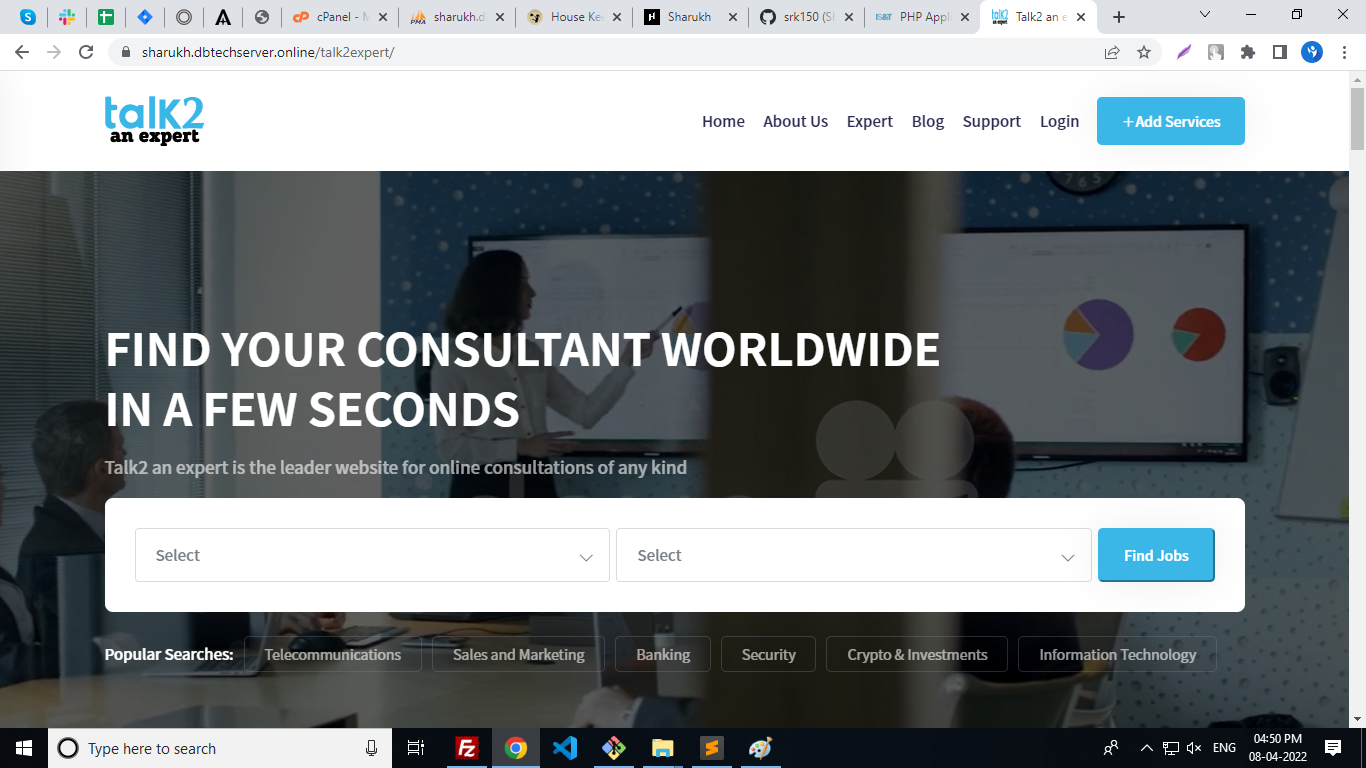 cPanel - M
sharukh.d
House Kee
Sharukh
srk150 (Sh
PHP Appl
Talk2 an e
sharukh.dbtechserver.online/talk2expert/
talk2
an expert
Home
About Us
Expert
Blog
Support
Login
+Add Services
FIND YOUR CONSULTANT WORLDWIDE
IN A FEW SECONDS
Talk2 an expert is the leader website for online consultations of any kind
Select
Select
Find Jobs
Popular Searches:
Telecommunications
Sales and Marketing
Banking
Security
Crypto & Investments
Information Technology
Type here to search
ENG
04:50 PM
08-04-2022